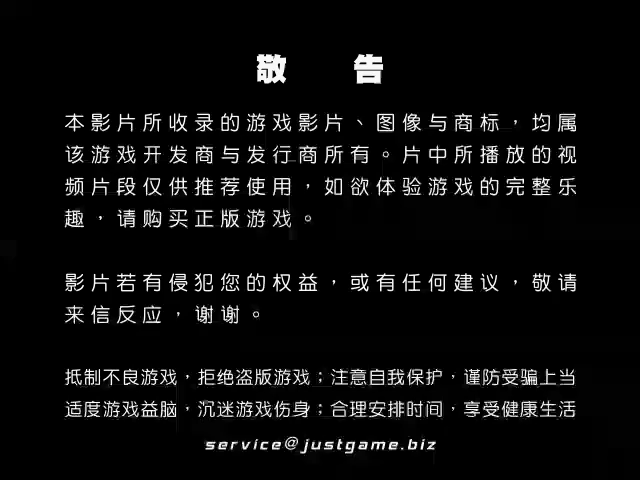 敬 告
本影片所收录的游戏影片、图像与商标，均属
该游戏开发商与发行商所有。片中所播放的视
频片段仅供推荐使用，如欲体验游戏的完整乐
趣，请购买正版游戏。
影片若有侵犯您的权益，或有任何建议，敬请
来信反应，谢谢。
抵制不良游戏，拒绝盗版游戏；注意自我保护，谨防受骗上当
适度游戏益脑，沉迷游戏伤身；合理安排时间，享受健康生活
service@justgame.biz